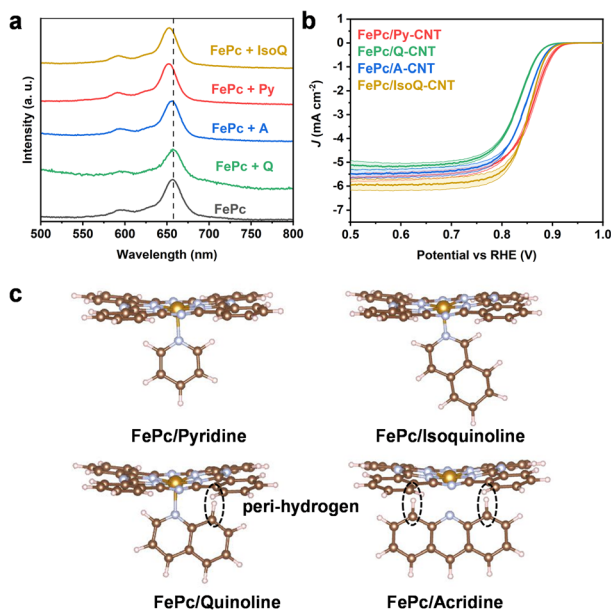 a
Intensity (a. u.)
FePc + IsoQ
FePc + Py
FePc + A
FePc + Q
FePc
500 550 600 650 700 750 800
Wavelength (nm)
b
J (mA cm⁻²)
1
0
-1
-2
-3
-4
-5
-6
-7
FePc/Py-CNT
FePc/Q-CNT
FePc/A-CNT
FePc/IsoQ-CNT
0.5 0.6 0.7 0.8 0.9 1.0
Potential vs RHE (V)
c
FePc/Pyridine
FePc/Isoquinoline
peri-hydrogen
FePc/Quinoline
FePc/Acridine